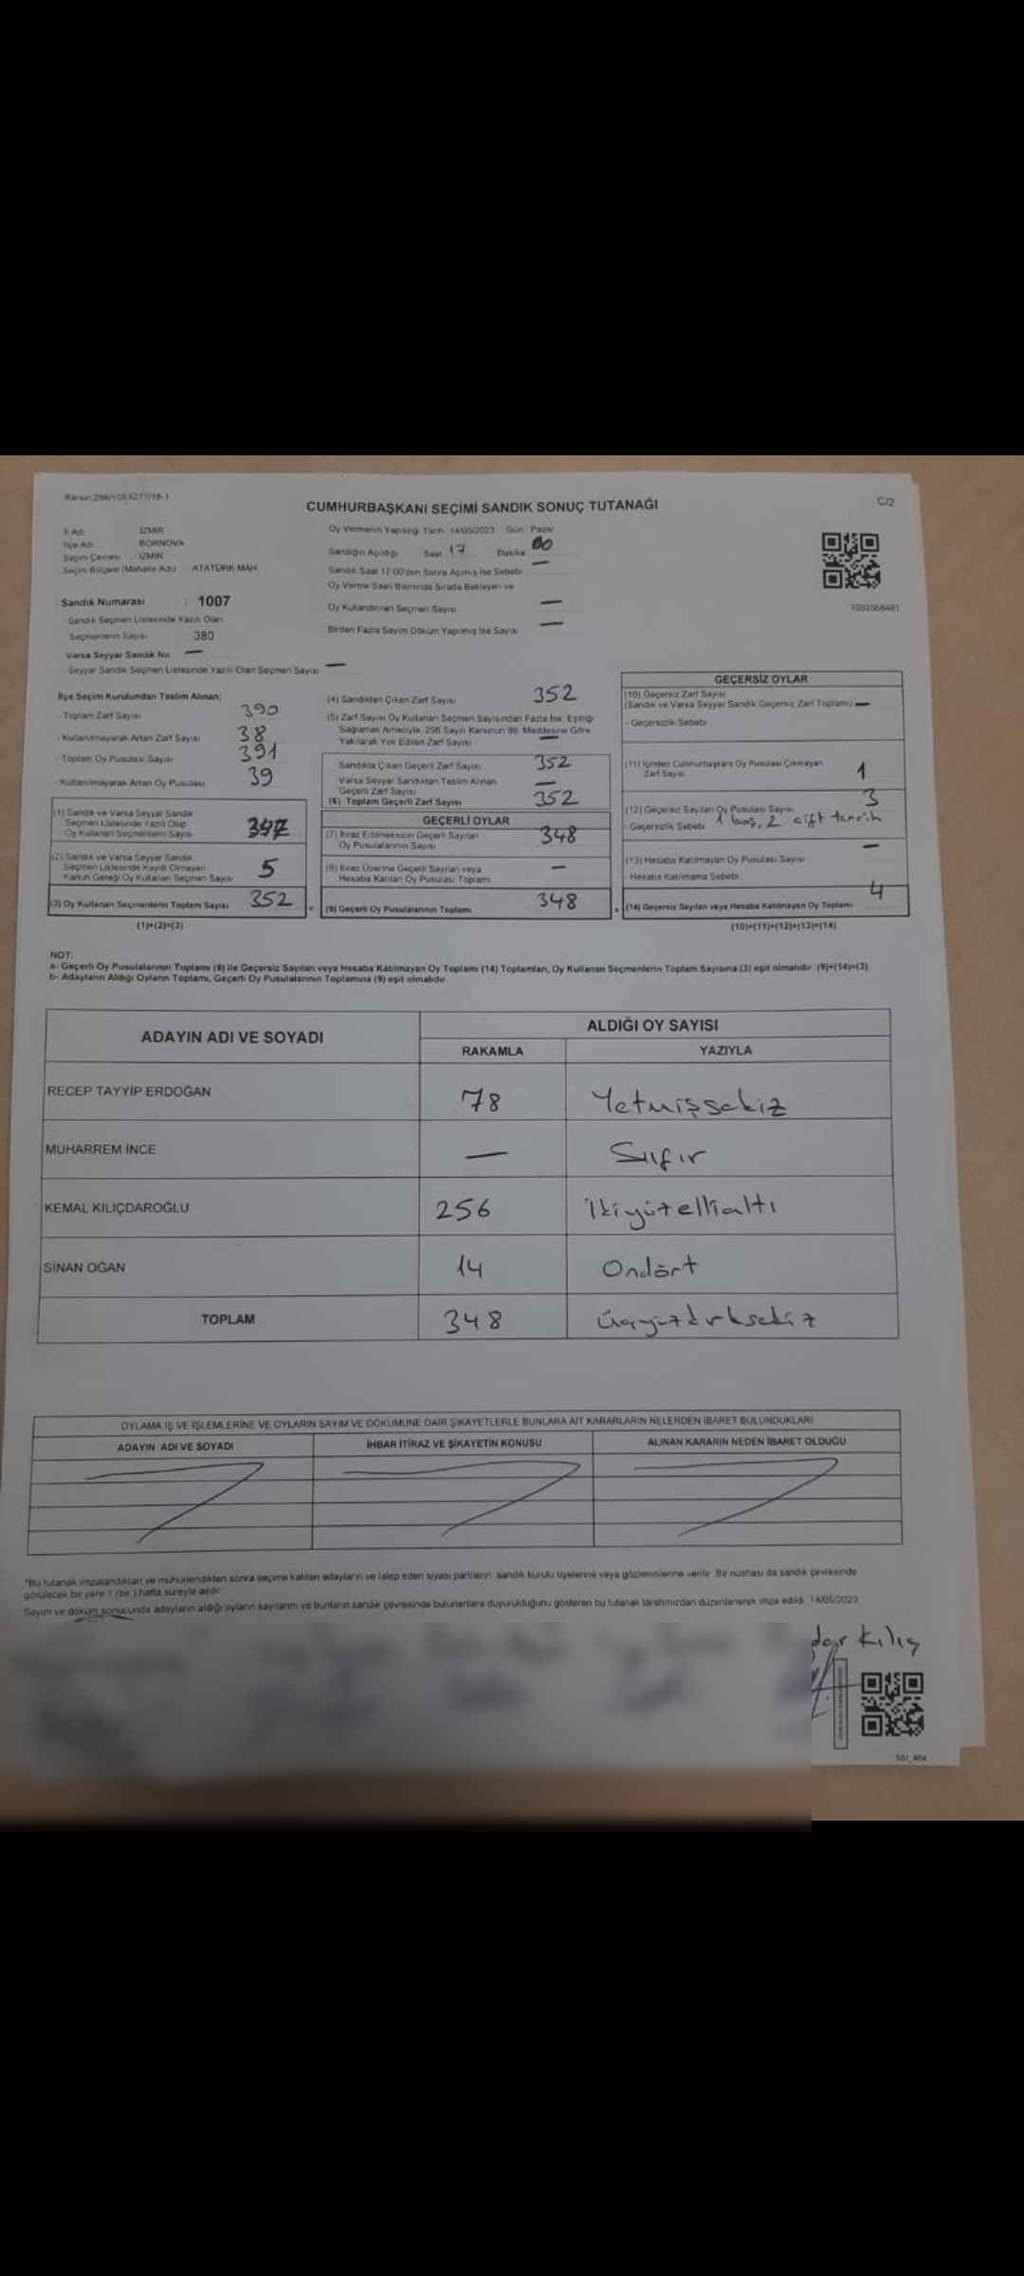 C/2
CUMHURBAŞKANI SEÇİMİ SANDIK SONUÇ TUTANAĞI
İl Adı : İZMİR
İlçe Adı : BORNOVA
Seçim Çevresi : İZMİR
Seçim Bölgesi (Mahalle Adı) : ATATÜRK MAH
Sandık Numarası : 1007
Sandık Seçmen Listesinde Yazılı Olan
Seçmenlerin Sayısı : 380
Varsa Seyyar Sandık No : —
Seyyar Sandık Seçmen Listesinde Yazılı Olan Seçmen Sayısı : —
Oy Vermenin Yapıldığı Tarih : 14/05/2023 Gün : Pazar
Sandığın Açıldığı Saat 17 Dakika 00
Sandık Saat 17:00'den Sonra Açılmış İse Sebebi —
Oy Verme Saati Bitiminde Sırada Bekleyen ve
Oy Kullandırılan Seçmen Sayısı —
Birden Fazla Sayım Döküm Yapılmış İse Sayısı —
İlçe Seçim Kurulundan Teslim Alınan:
- Toplam Zarf Sayısı 390
- Kullanılmayarak Artan Zarf Sayısı 38
- Toplam Oy Pusulası Sayısı 391
- Kullanılmayarak Artan Oy Pusulası 39
(1) Sandık ve Varsa Seyyar Sandık
Seçmen Listesinde Yazılı Olup
Oy Kullanan Seçmenlerin Sayısı 347
(2) Sandık ve Varsa Seyyar Sandık
Seçmen Listesinde Kayıtlı Olmayan
Kanun Gereği Oy Kullanan Seçmen Sayısı 5
(3) Oy Kullanan Seçmenlerin Toplam Sayısı 352
(1)+(2)=(3)
(4) Sandıktan Çıkan Zarf Sayısı 352
(5) Zarf Sayısı Oy Kullanan Seçmen Sayısından Fazla İse, Eşitliği
Sağlamak Amacıyla, 298 Sayılı Kanunun 98. Maddesine Göre
Yakılarak Yok Edilen Zarf Sayısı —
Sandıkta Çıkan Geçerli Zarf Sayısı 352
Varsa Seyyar Sandıktan Teslim Alınan
Geçerli Zarf Sayısı —
(6) Toplam Geçerli Zarf Sayısı 352
GEÇERLİ OYLAR
(7) İtiraz Edilmeksizin Geçerli Sayılan
Oy Pusulalarının Sayısı 348
(8) İtiraz Üzerine Geçerli Sayılan veya
Hesaba Katılan Oy Pusulası Toplamı —
(9) Geçerli Oy Pusulalarının Toplamı 348
GEÇERSİZ OYLAR
(10) Geçersiz Zarf Sayısı
(Sandık ve Varsa Seyyar Sandık Geçersiz Zarf Toplamı) —
- Geçersizlik Sebebi
(11) İçinden Cumhurbaşkanı Oy Pusulası Çıkmayan
Zarf Sayısı 1
(12) Geçersiz Sayılan Oy Pusulası Sayısı 3
- Geçersizlik Sebebi 1 boş, 2 çift tercih
(13) Hesaba Katılmayan Oy Pusulası Sayısı —
- Hesaba Katılmama Sebebi
(14) Geçersiz Sayılan veya Hesaba Katılmayan Oy Toplamı 4
(10)+(11)+(12)+(13)=(14)
NOT:
a- Geçerli Oy Pusulalarının Toplamı (9) ile Geçersiz Sayılan veya Hesaba Katılmayan Oy Toplamı (14) Toplamları, Oy Kullanan Seçmenlerin Toplam Sayısına (3) eşit olmalıdır :(9)+(14)=(3)
b- Adayların Aldığı Oyların Toplamı, Geçerli Oy Pusulalarının Toplamına (9) eşit olmalıdır.
ADAYIN ADI VE SOYADI
ALDIĞI OY SAYISI
RAKAMLA YAZIYLA
RECEP TAYYİP ERDOĞAN 78 Yetmişsekiz
MUHARREM İNCE — Sıfır
KEMAL KILIÇDAROĞLU 256 İkiyüzellialtı
SİNAN OĞAN 14 Ondört
TOPLAM 348 Üçyüzkırksekiz
OYLAMA İŞ VE İŞLEMLERİNE VE OYLARIN SAYIM VE DÖKÜMÜNE DAİR ŞİKAYETLERLE BUNLARA AİT KARARLARIN NELERDEN İBARET BULUNDUKLARI
ADAYIN ADI VE SOYADI İHBAR İTİRAZ VE ŞİKAYETİN KONUSU ALINAN KARARIN NEDEN İBARET OLDUĞU
*Bu tutanak imzalandıktan ve mühürlendikten sonra seçime katılan adayların ve talep eden siyasi partilerin sandık kurulu üyelerine veya gözlemcilerine verilir. Bir nüshası da sandık çevresinde
görülecek bir yere 1 (bir) hafta süreyle asılır.
Sayım ve döküm sonucunda adayların aldığı oyların sayılarını ve bunların sandık çevresinde bulunanlara duyurulduğunu gösteren bu tutanak tarafımızdan düzenlenerek imza edildi. 14/05/2023
dar Kılıç